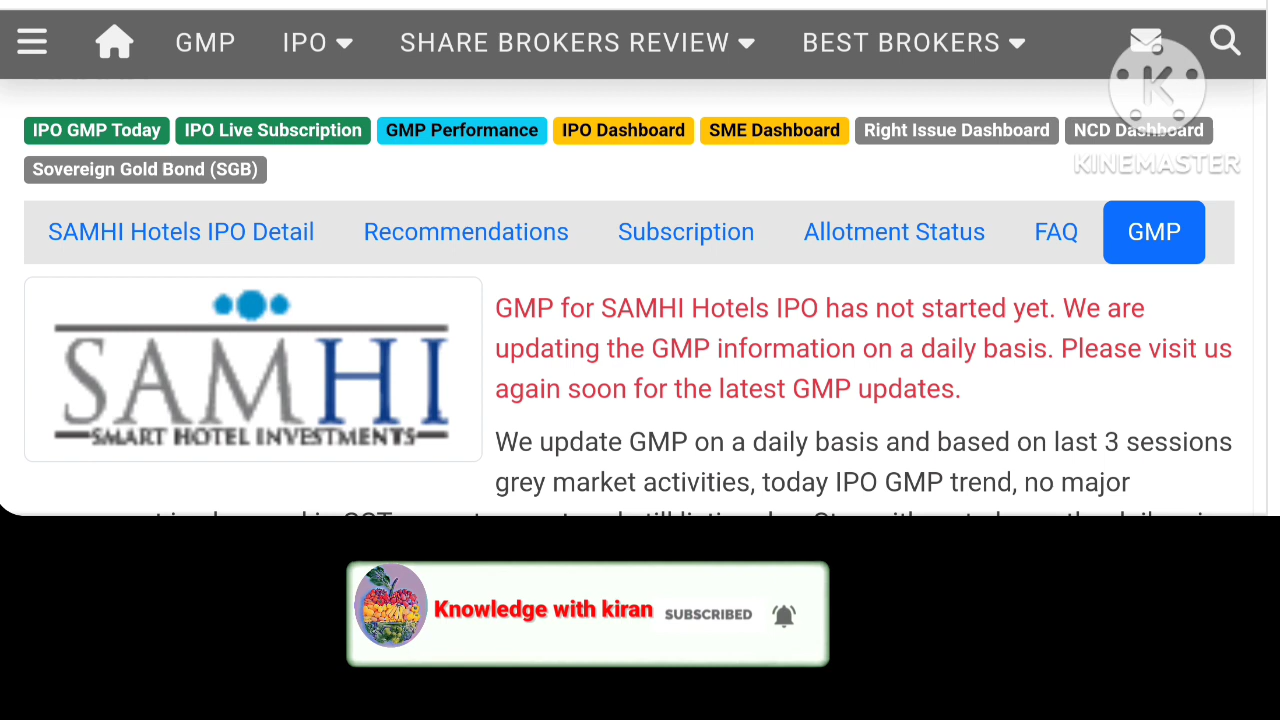 GMP IPO SHARE BROKERS REVIEW BEST BROKERS
K
KINEMASTER
IPO GMP Today IPO Live Subscription GMP Performance IPO Dashboard SME Dashboard Right Issue Dashboard NCD Dashboard
Sovereign Gold Bond (SGB)
SAMHI Hotels IPO Detail Recommendations Subscription Allotment Status FAQ GMP
SAMHI
SMART HOTEL INVESTMENTS
GMP for SAMHI Hotels IPO has not started yet. We are
updating the GMP information on a daily basis. Please visit us
again soon for the latest GMP updates.
We update GMP on a daily basis and based on last 3 sessions
grey market activities, today IPO GMP trend, no major
Knowledge with kiran SUBSCRIBED